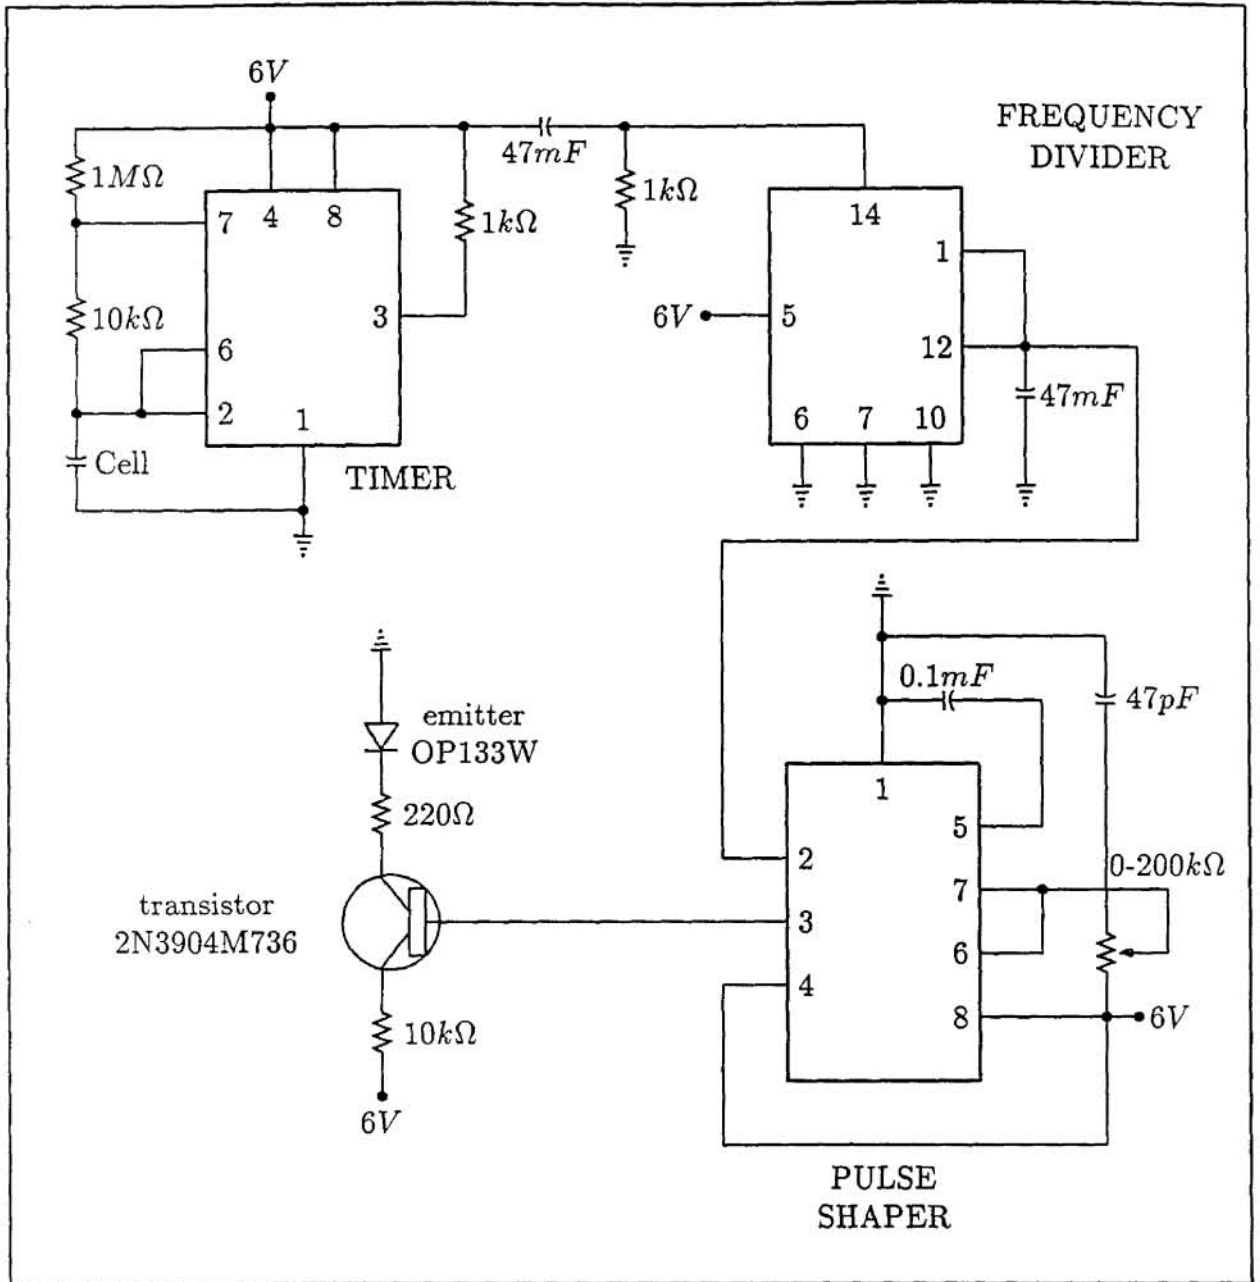 6V
FREQUENCY
DIVIDER
47mF
1MΩ
1kΩ
1kΩ
7
4
8
14
1
10kΩ
3
6V
5
6
12
47mF
2
1
6
7
10
Cell
TIMER
0.1mF
47pF
emitter
OP133W
1
220Ω
5
2
0-200kΩ
7
transistor
2N3904M736
3
6
4
10kΩ
8
6V
6V
PULSE
SHAPER